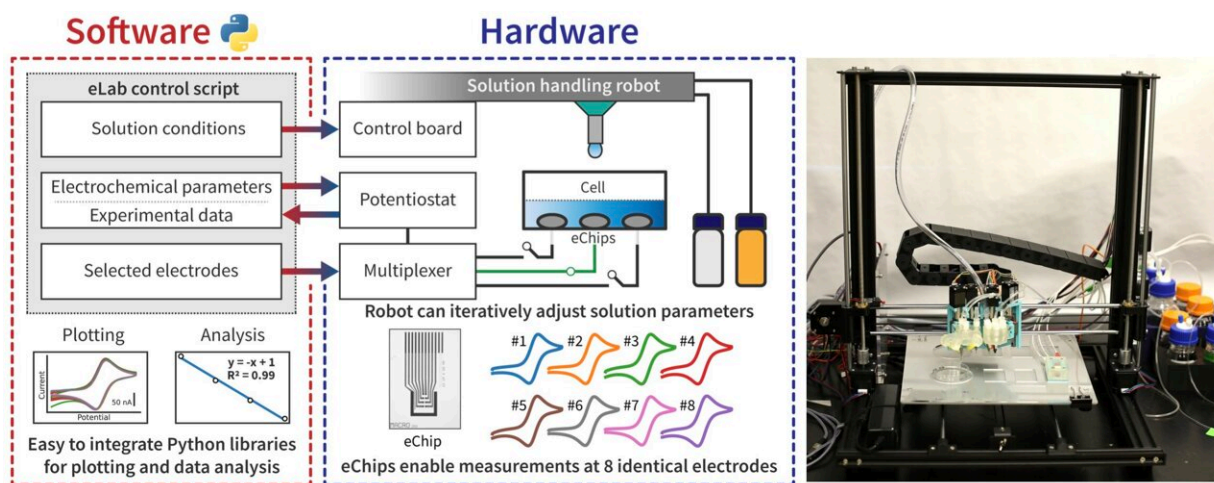 Software
eLab control script
Solution conditions
Electrochemical parameters
Experimental data
Selected electrodes
Plotting
Current
50 nA
Potential
Analysis
y = -x + 1
R² = 0.99
Easy to integrate Python libraries
for plotting and data analysis
Hardware
Solution handling robot
Control board
Potentiostat
Multiplexer
Cell
eChips
Robot can iteratively adjust solution parameters
MACRO
eChip
#1 #2 #3 #4
#5 #6 #7 #8
eChips enable measurements at 8 identical electrodes